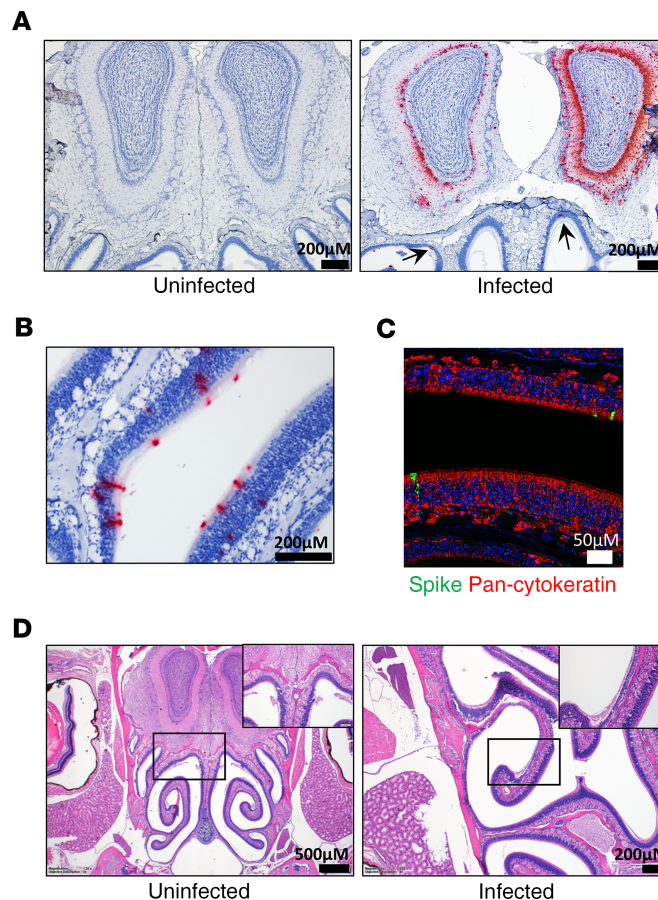 A
200µM
Uninfected
200µM
Infected
B
200µM
C
50µM
Spike Pan-cytokeratin
D
500µM
Uninfected
200µM
Infected